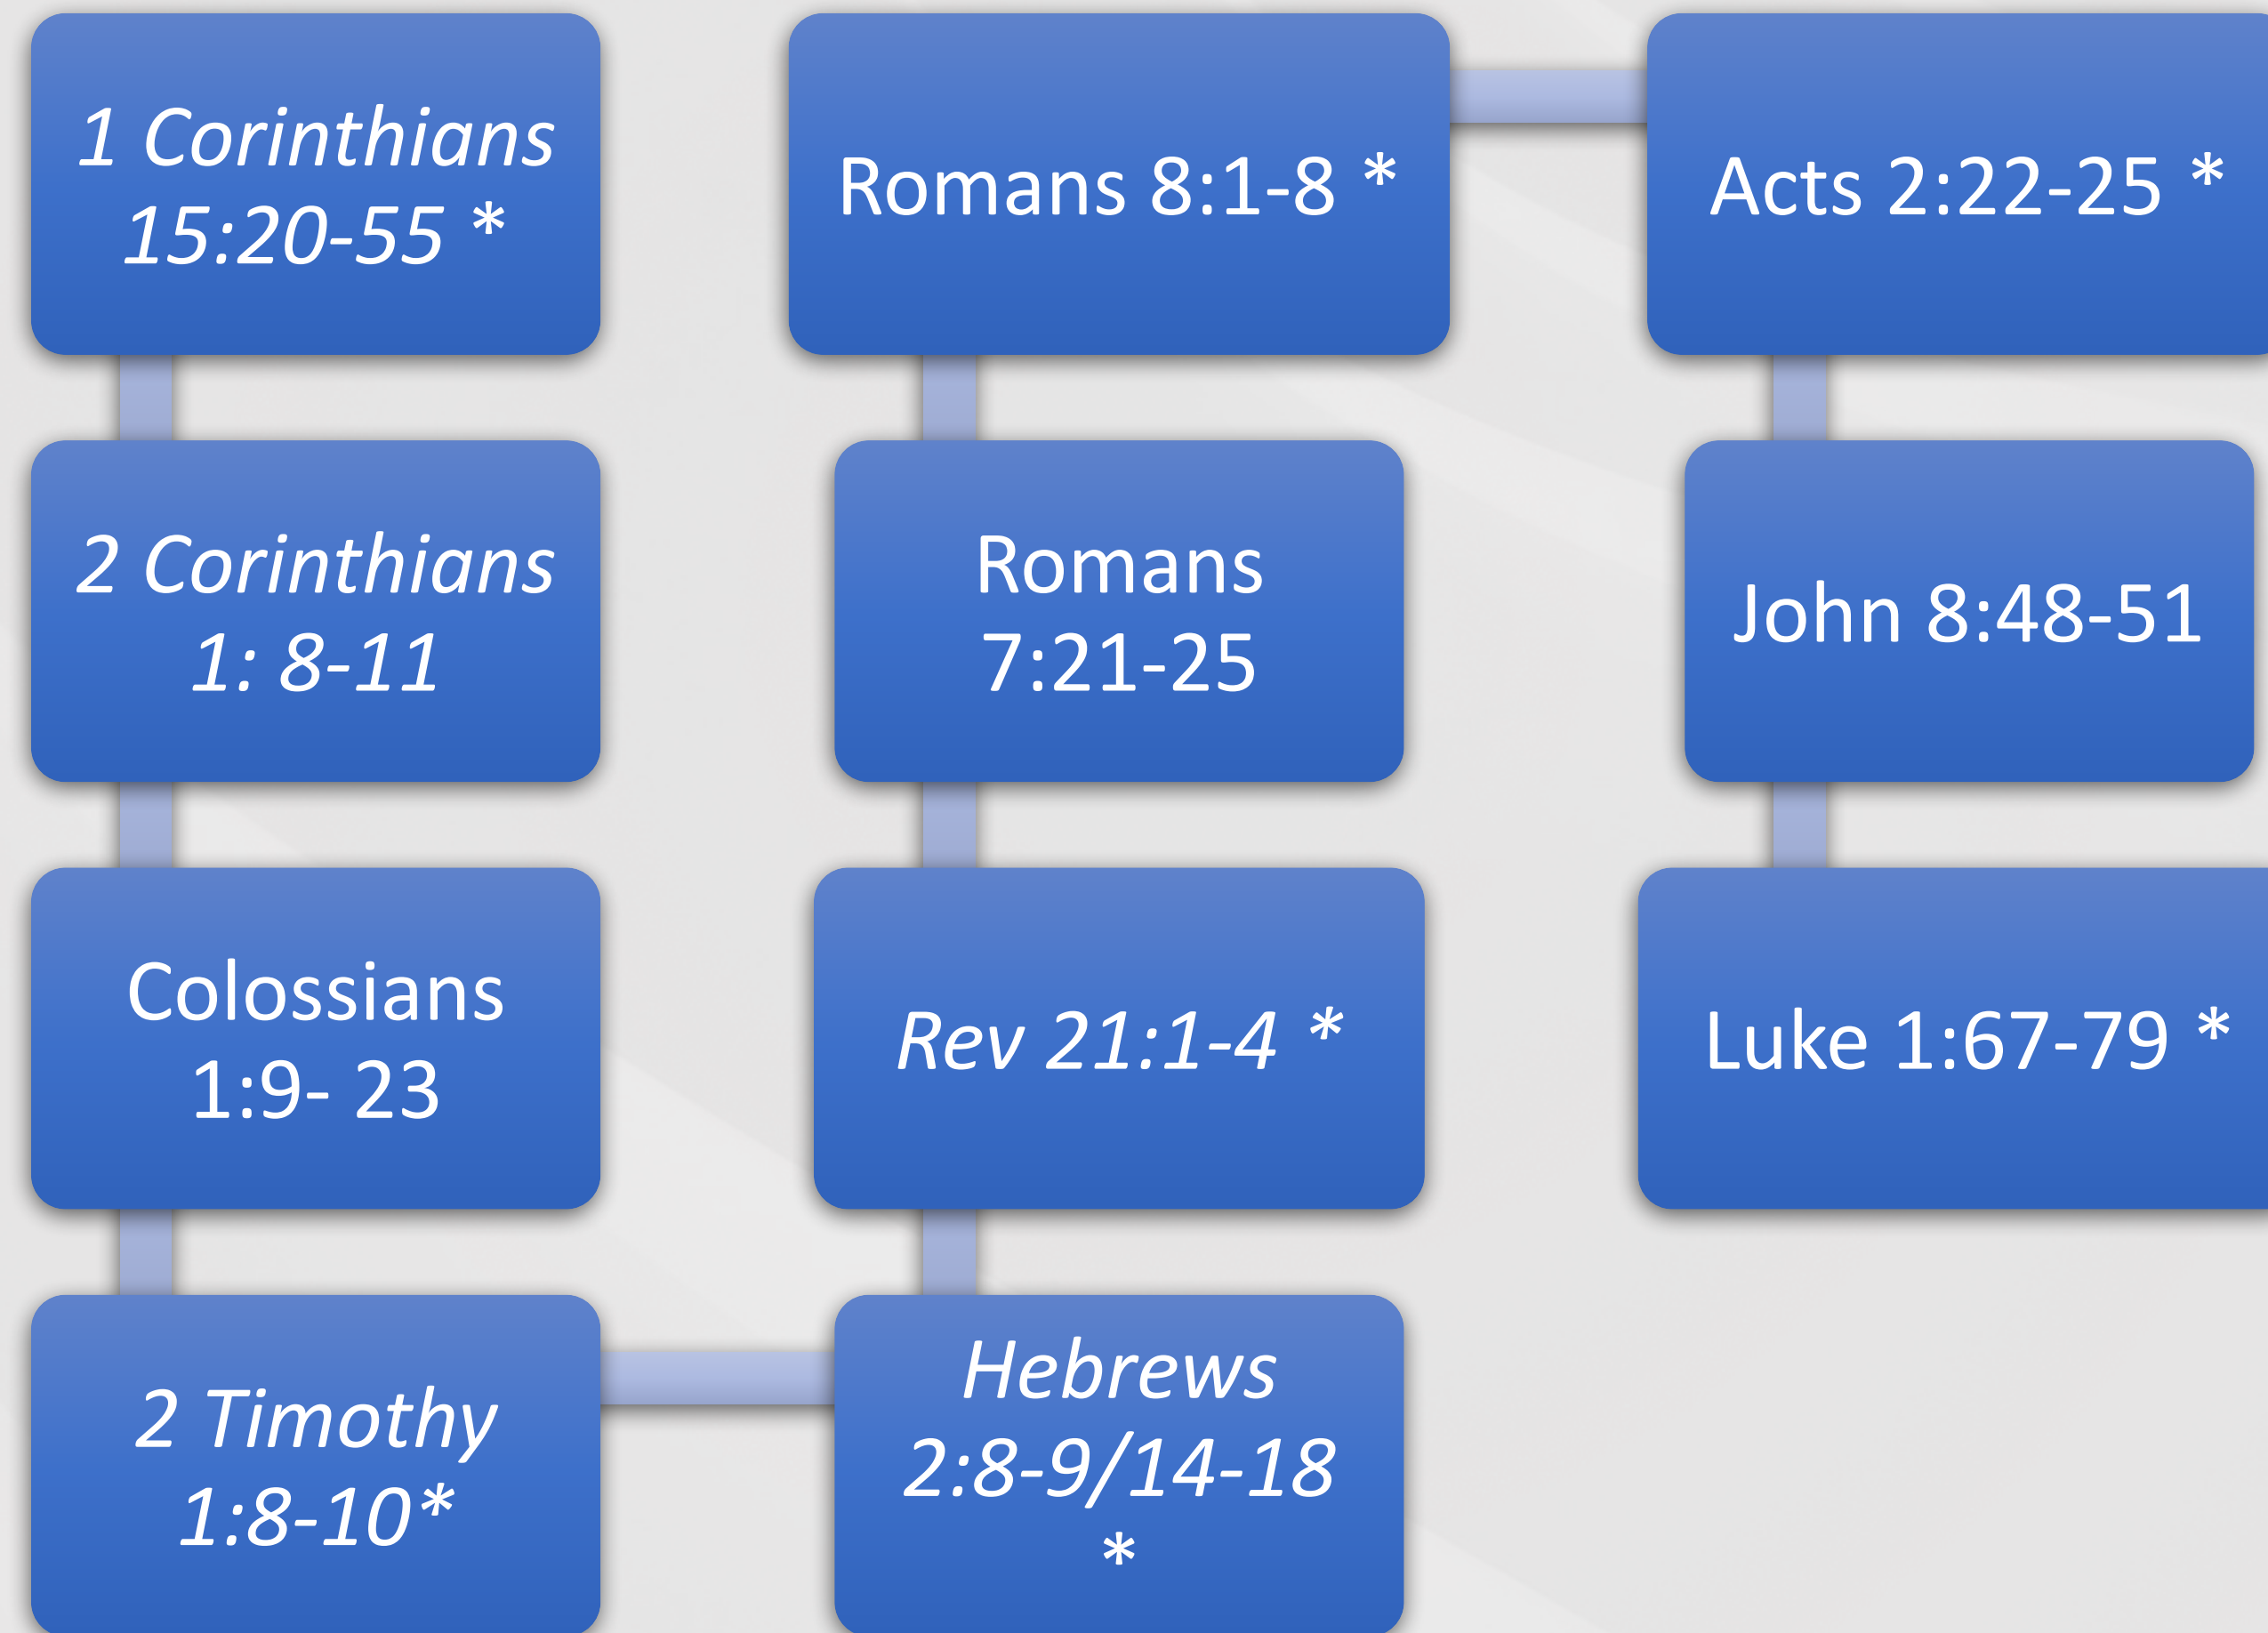 1 Corinthians
15:20-55 *
2 Corinthians
1: 8-11
Colossians
1:9- 23
2 Timothy
1:8-10*
Hebrews
2:8-9/14-18
*
Rev 21:1-4 *
Romans
7:21-25
Romans 8:1-8 *
Acts 2:22-25 *
John 8:48-51
Luke 1:67-79 *